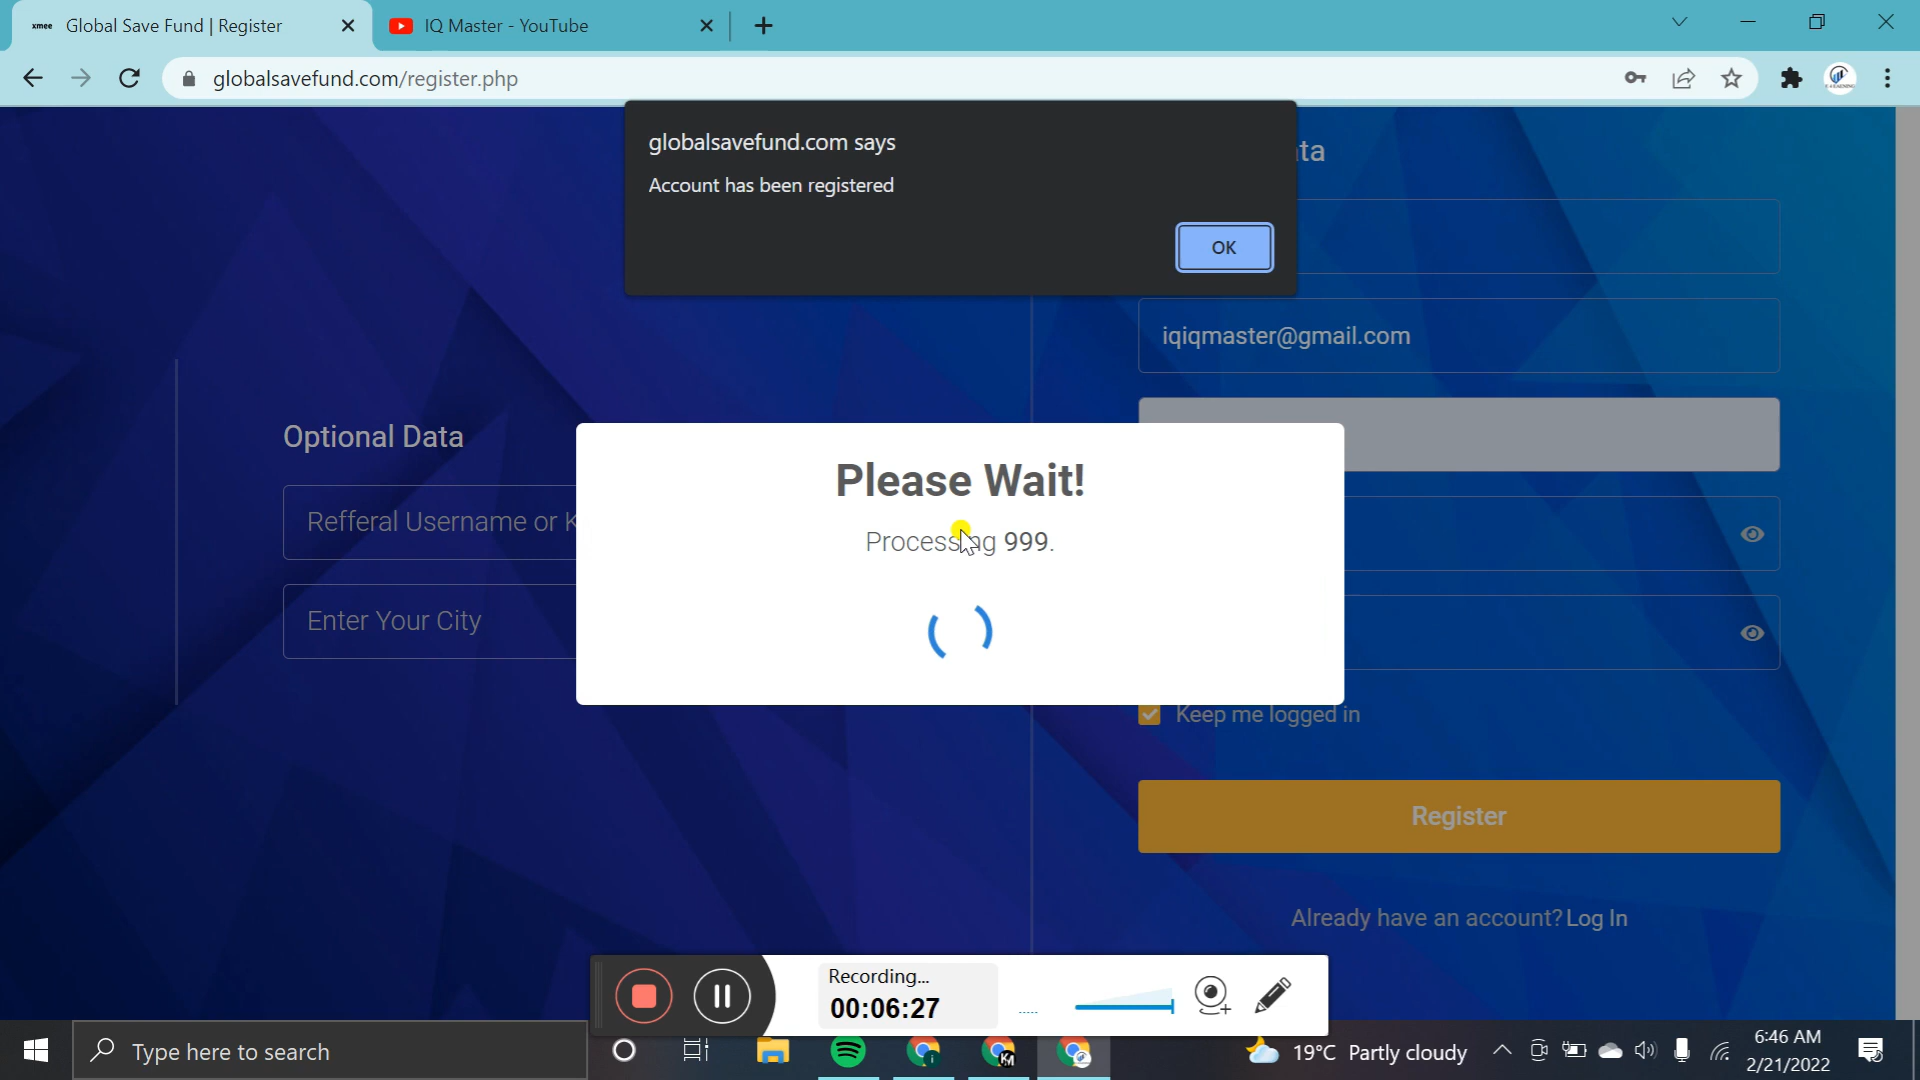 xmee Global Save Fund | Register
IQ Master - YouTube
globalsavefund.com/register.php
globalsavefund.com says
Account has been registered
OK
ta
iqiqmaster@gmail.com
Optional Data
Refferal Username or K
Enter Your City
Please Wait!
Processing 999.
Keep me logged in
Register
Already have an account? Log In
Recording...
00:06:27
Type here to search
19°C Partly cloudy
6:46 AM
2/21/2022